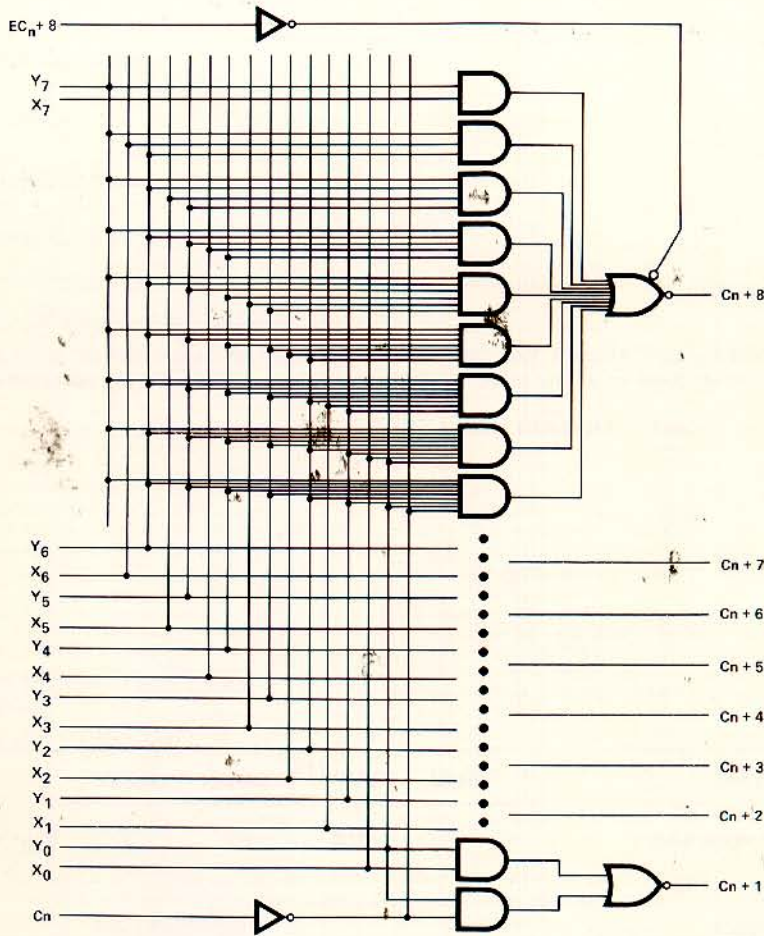 ECn + 8
Y7
X7
Cn + 8
Y6
X6
Cn + 7
Y5
X5
Cn + 6
Y4
X4
Cn + 5
Y3
X3
Cn + 4
Y2
X2
Cn + 3
Y1
X1
Cn + 2
Y0
X0
Cn + 1
Cn